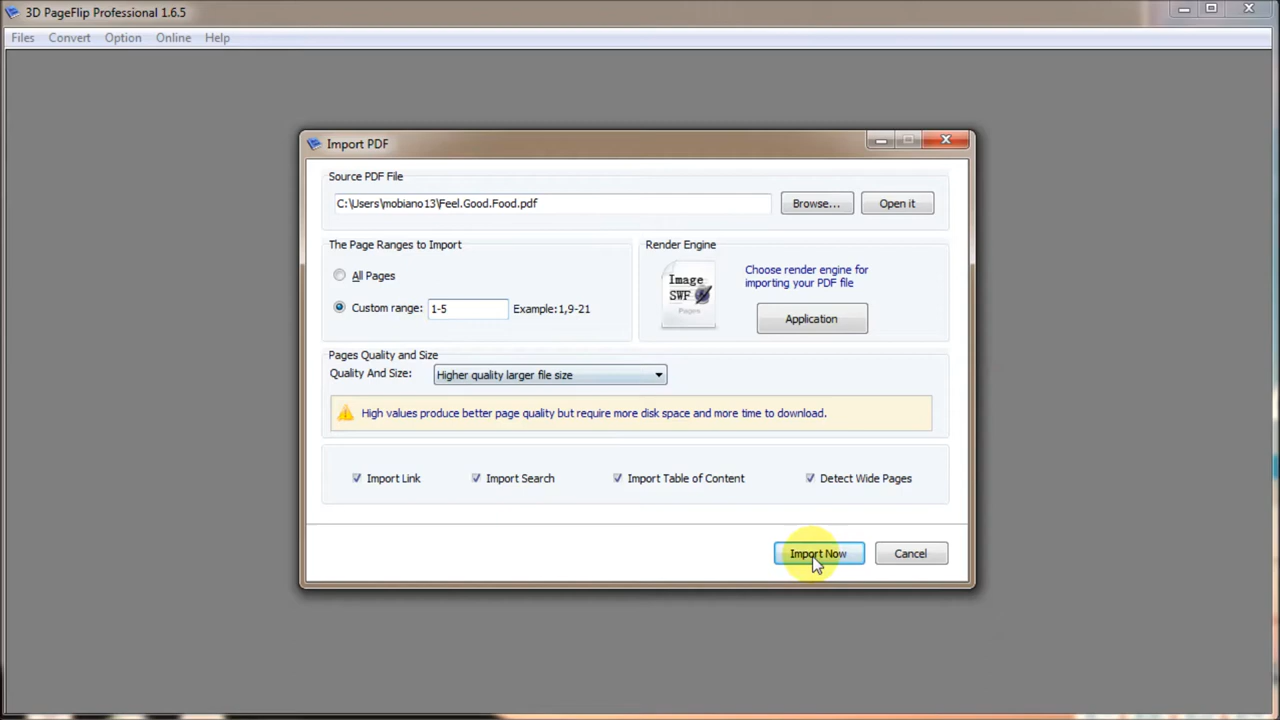 3D PageFlip Professional 1.6.5
Files Convert Option Online Help
Import PDF
Source PDF File
C:\Users\mobiano13\Feel.Good.Food.pdf Browse... Open it
The Page Ranges to Import
All Pages
Custom range: 1-5 Example:1,9-21
Render Engine
Image
SWF
Pages
Choose render engine for
importing your PDF file
Application
Pages Quality and Size
Quality And Size: Higher quality larger file size
High values produce better page quality but require more disk space and more time to download.
Import Link Import Search Import Table of Content Detect Wide Pages
Import Now Cancel